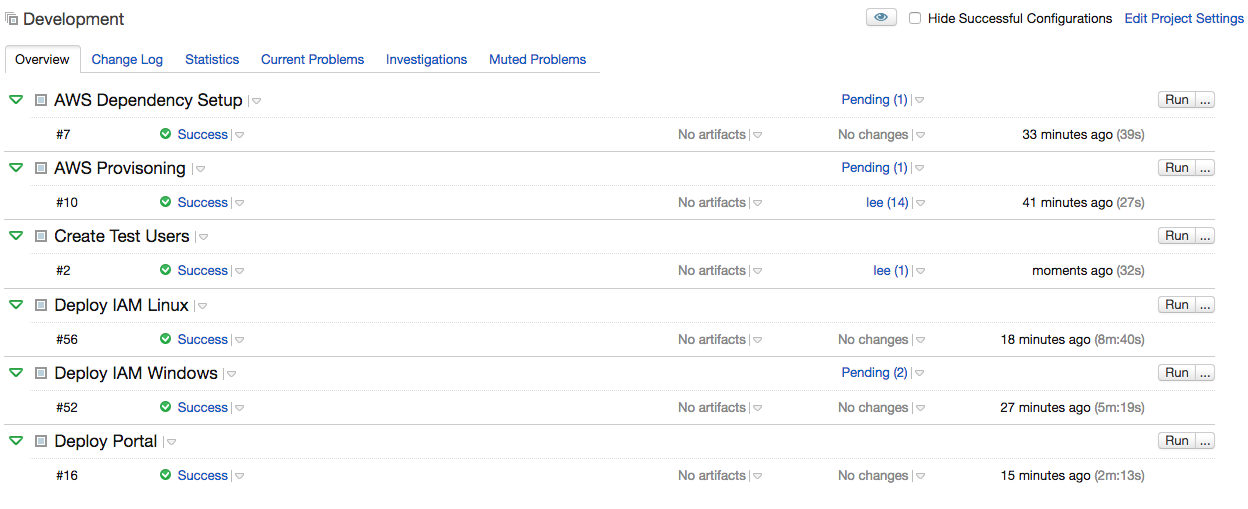 Development Hide Successful Configurations Edit Project Settings
Overview Change Log Statistics Current Problems Investigations Muted Problems
AWS Dependency Setup Pending (1) Run ...
#7 Success No artifacts No changes 33 minutes ago (39s)
AWS Provisoning Pending (1) Run ...
#10 Success No artifacts lee (14) 41 minutes ago (27s)
Create Test Users Run ...
#2 Success No artifacts lee (1) moments ago (32s)
Deploy IAM Linux Run ...
#56 Success No artifacts No changes 18 minutes ago (8m:40s)
Deploy IAM Windows Pending (2) Run ...
#52 Success No artifacts No changes 27 minutes ago (5m:19s)
Deploy Portal Run ...
#16 Success No artifacts No changes 15 minutes ago (2m:13s)